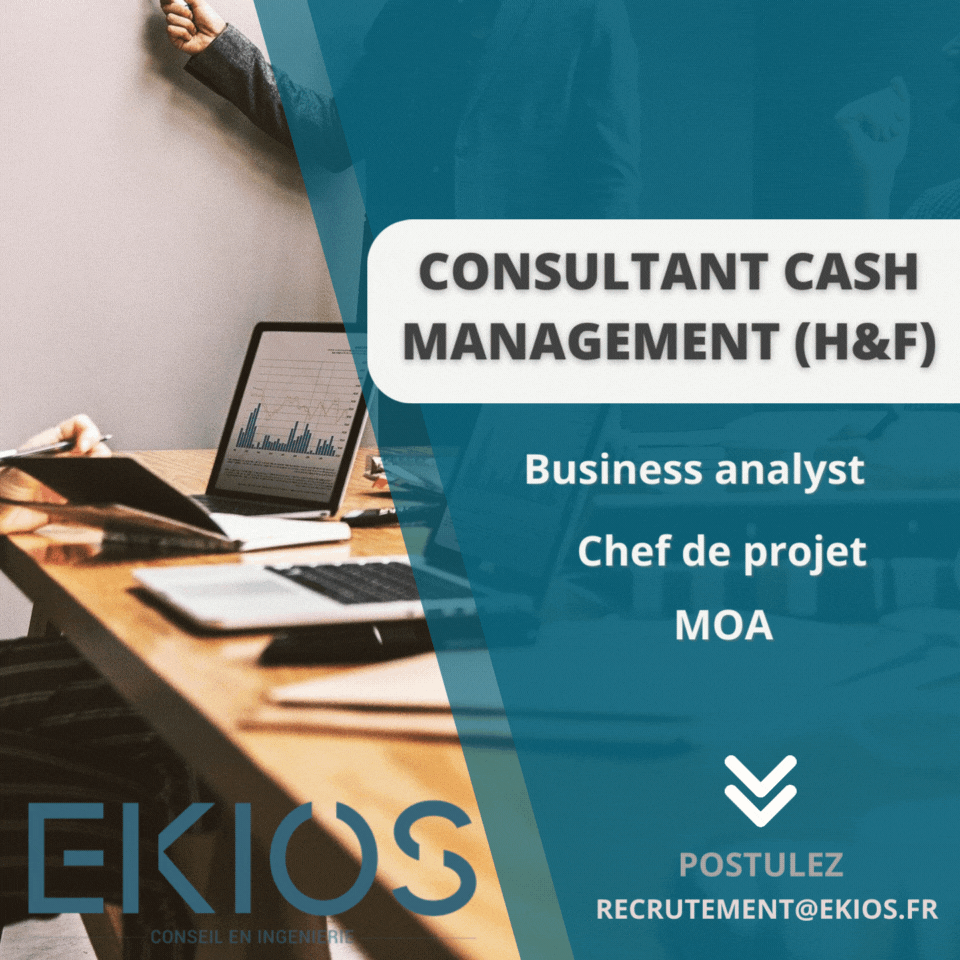 CONSULTANT CASH
MANAGEMENT (H&F)
Business analyst
Chef de projet
MOA
POSTULEZ
RECRUTEMENT@EKIOS.FR
EKIOS
CONSEIL EN INGENIERIE